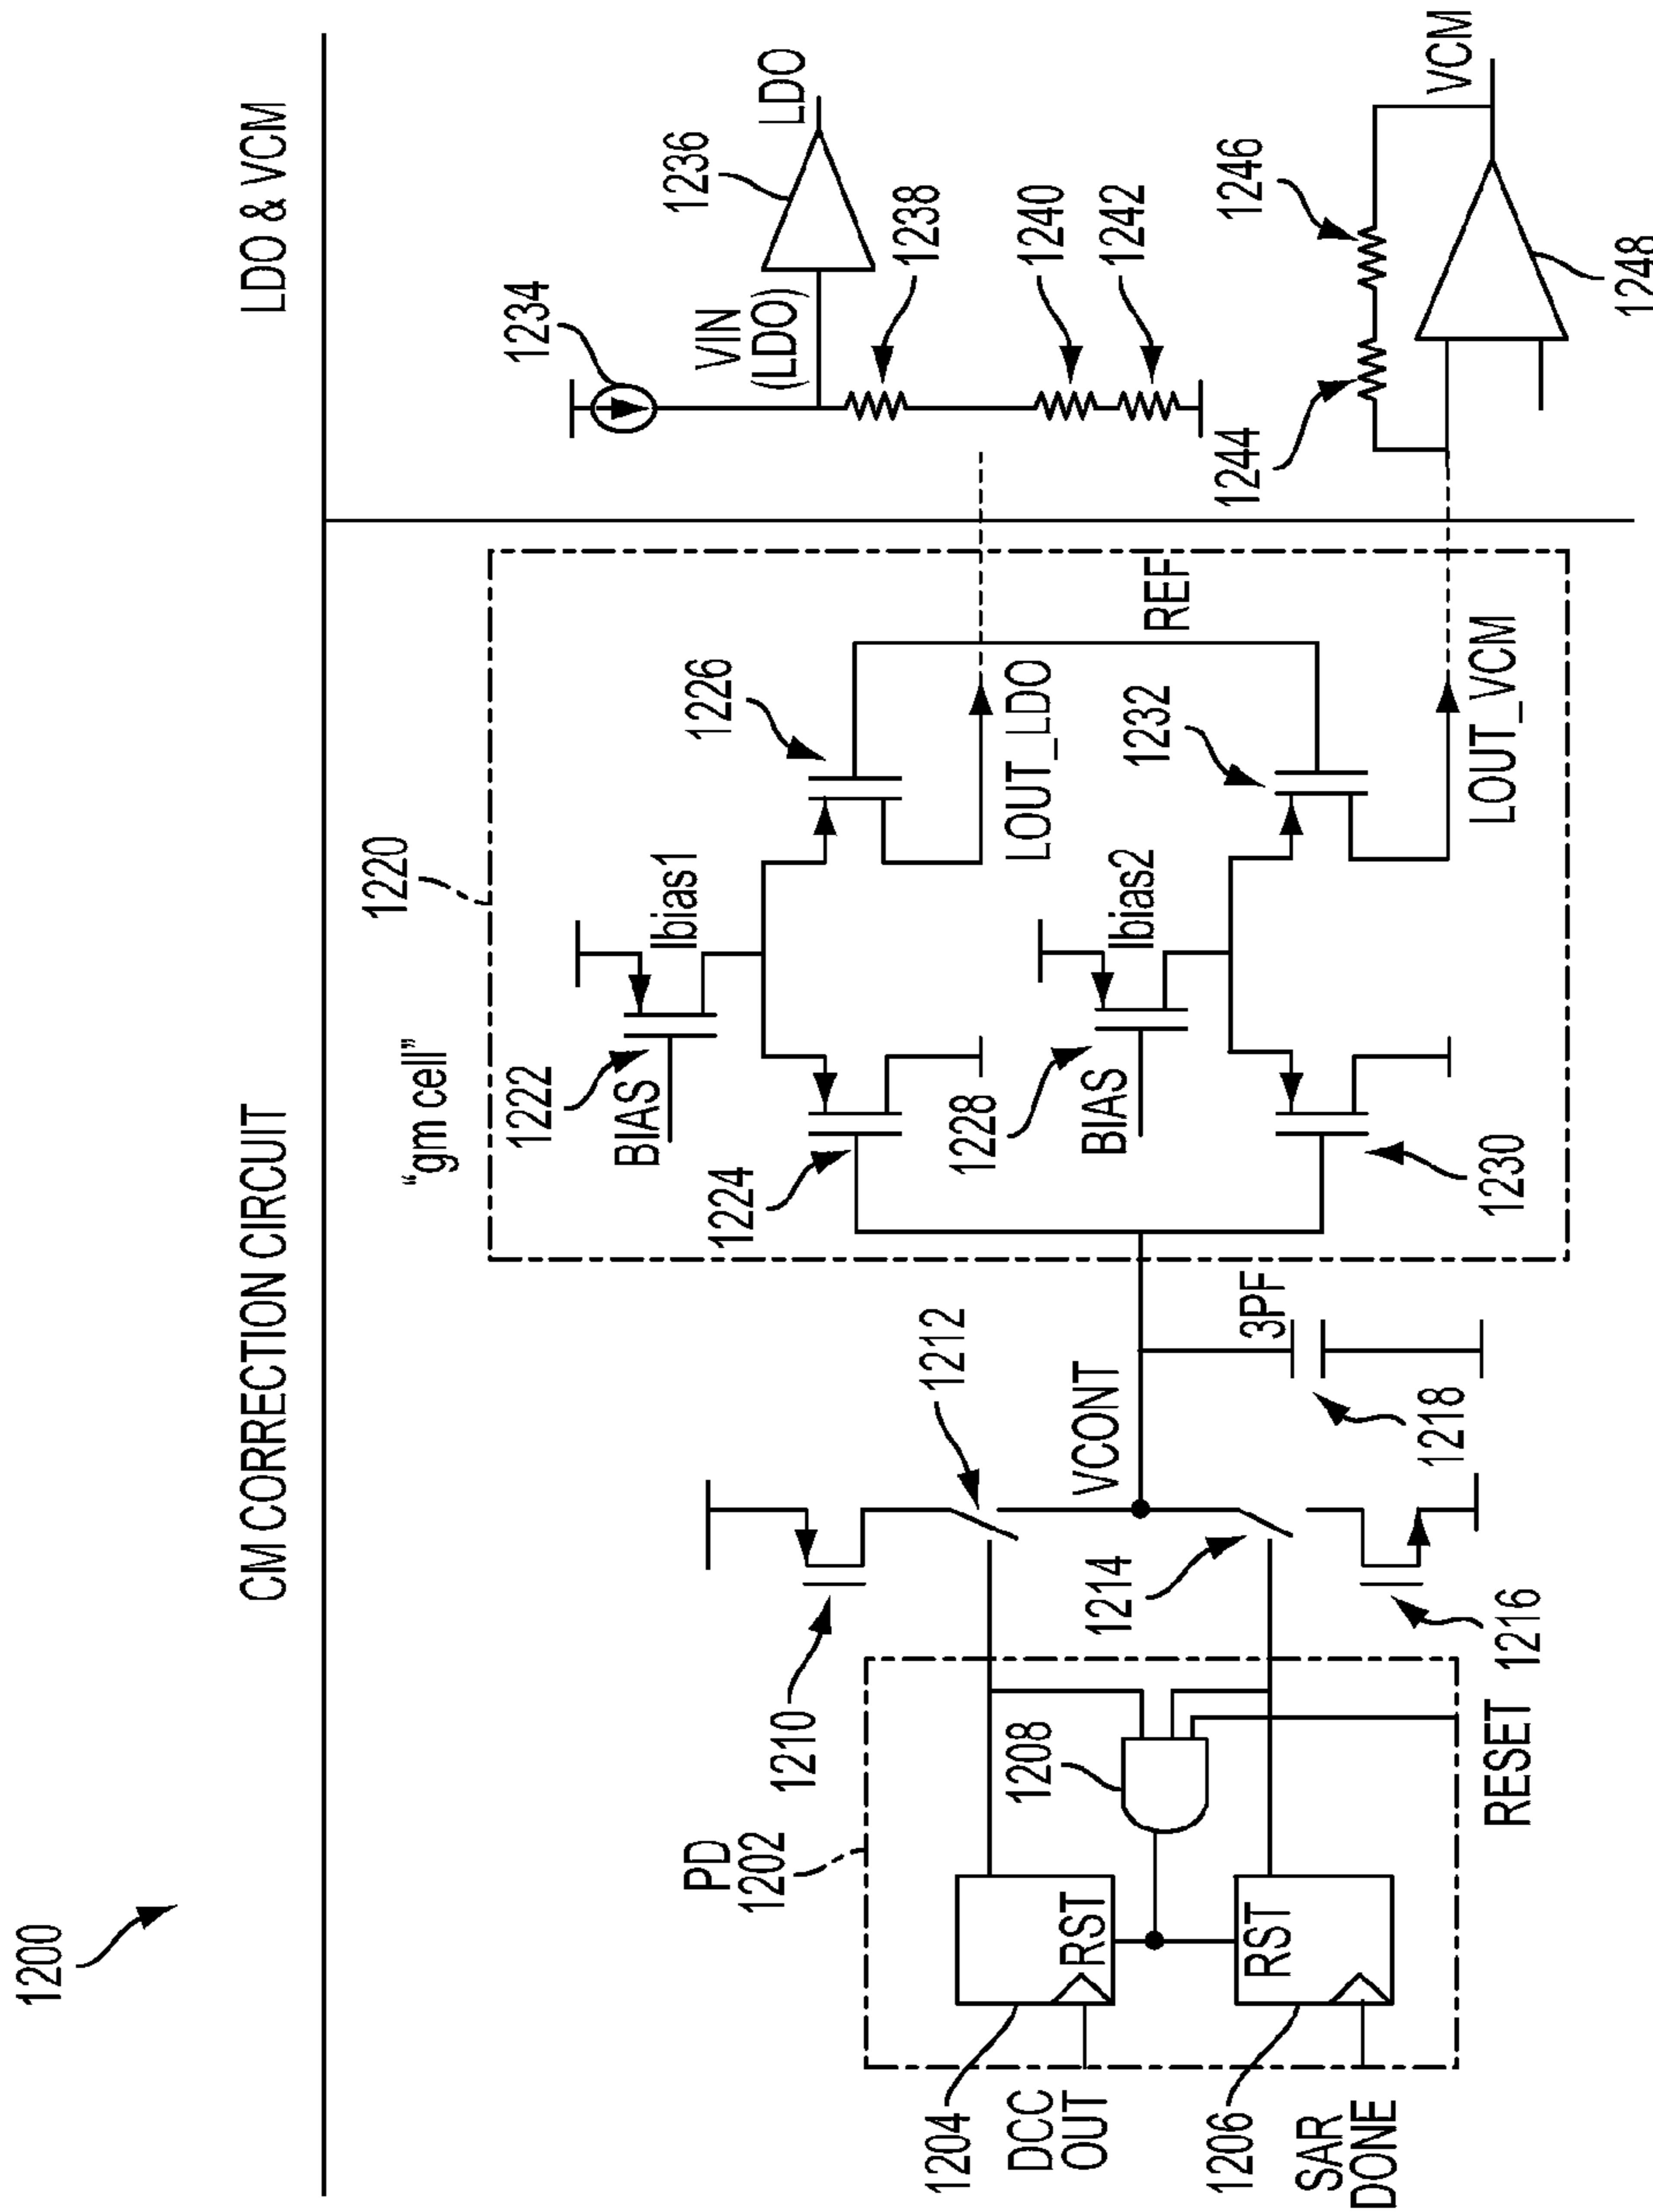 1200
CM CORRECTION CIRCUIT
LDO & VCM
1220
"gm cell"
1222
1234
BIAS
Ibias1
PD
1202
1224
1226
VIN
(LDO)
1236
LDO
1210
1204
1212
1228
1238
DCC
OUT
1208
RST
VCONT
LOUT_LDO
1240
1214
BIAS
Ibias2
1232
1242
REF
1206
RST
3PF
1244
1246
SAR
DONE
1218
VCM
RESET
1216
1230
LOUT_VCM
1248